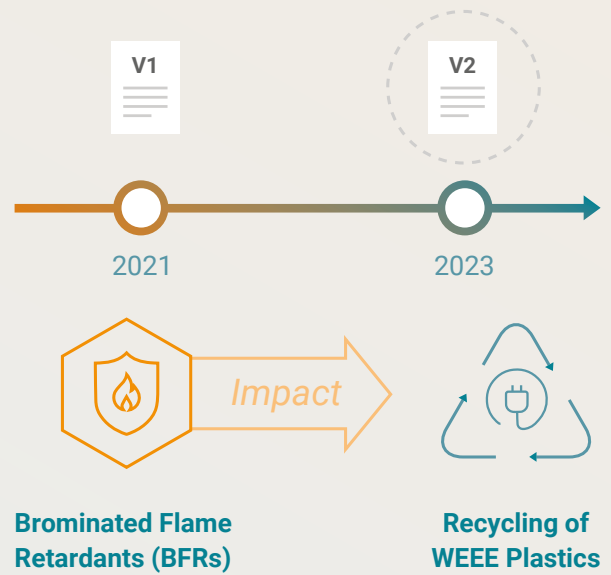 V1
V2
2021
2023
Impact
Brominated Flame
Retardants (BFRs)
Recycling of
WEEE Plastics